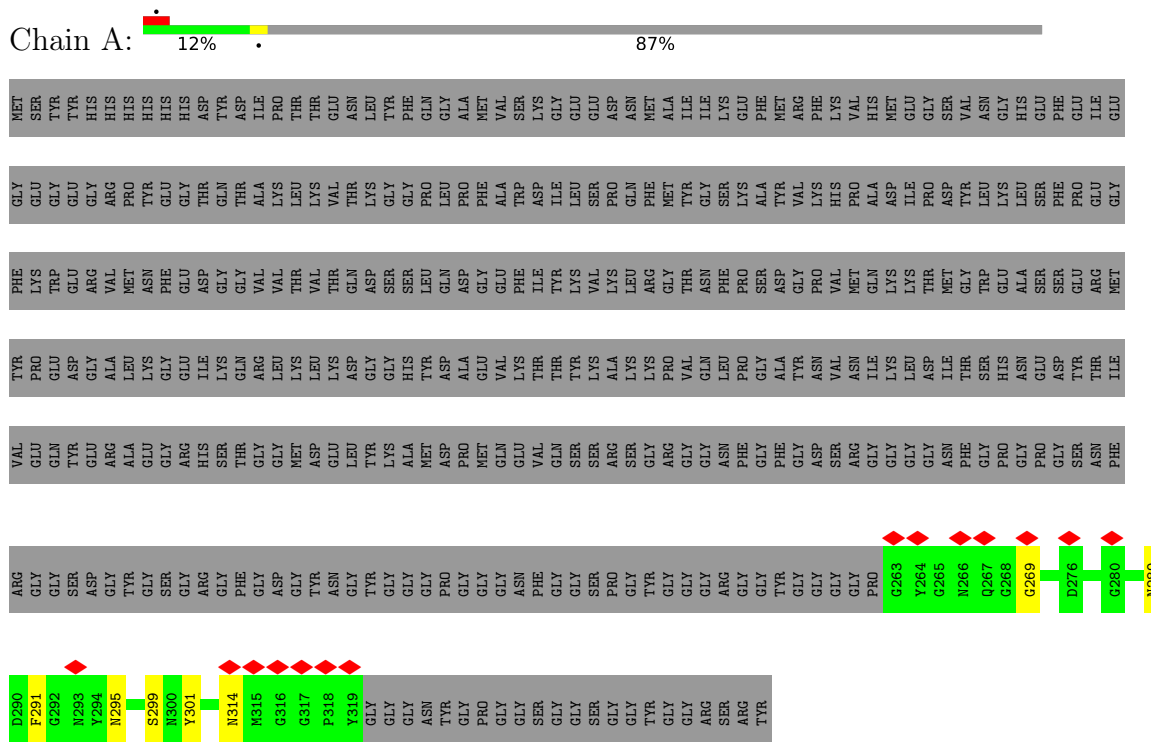 Chain A: 12% • 87%
MET SER TYR TYR HIS HIS HIS HIS HIS HIS ASP TYR ASP ILE PRO THR THR GLU ASN LEU TYR PHE GLN GLY ALA MET VAL SER LYS GLY GLU GLU ASP ASN MET ALA ILE ILE LYS GLU PHE MET ARG PHE LYS VAL HIS MET GLU GLY SER VAL ASN GLY HIS GLU PHE GLU ILE GLU
GLY GLU GLY GLU GLY ARG PRO TYR GLU GLY THR GLN THR ALA LYS LEU LYS VAL THR LYS GLY GLY PRO LEU PRO PHE ALA TRP ASP ILE LEU SER PRO GLN PHE MET TYR GLY SER LYS ALA TYR VAL LYS HIS PRO ALA ASP ILE PRO ASP TYR LEU LYS LEU SER PHE PRO GLU GLY
PHE LYS TRP GLU ARG VAL MET ASN PHE GLU ASP GLY GLY VAL VAL THR VAL THR GLN ASP SER SER LEU GLN ASP GLY GLU PHE ILE TYR LYS VAL LYS LEU ARG GLY THR ASN PHE PRO SER ASP GLY PRO VAL MET GLN LYS LYS THR MET GLY TRP GLU ALA SER SER GLU ARG MET
TYR PRO GLU ASP GLY ALA LEU LYS GLY GLU ILE LYS GLN ARG LEU LYS LEU LYS ASP GLY GLY HIS TYR ASP ALA GLU VAL LYS THR THR TYR LYS ALA LYS LYS PRO VAL GLN LEU PRO GLY ALA TYR ASN VAL ASN ILE LYS LEU ASP ILE THR SER HIS ASN GLU ASP TYR THR ILE
VAL GLU GLN TYR GLU ARG ALA GLU GLY ARG HIS SER THR GLY GLY MET ASP GLU LEU TYR LYS ALA MET ASP PRO MET GLN GLU VAL GLN SER SER ARG SER GLY ARG GLY GLY ASN PHE GLY PHE GLY ASP SER ARG GLY GLY GLY GLY ASN PHE GLY PRO GLY PRO GLY SER ASN PHE
ARG GLY GLY SER ASP GLY TYR GLY SER GLY ARG GLY PHE GLY ASP GLY TYR ASN GLY TYR GLY GLY GLY PRO GLY GLY GLY ASN PHE GLY GLY SER PRO GLY TYR GLY GLY GLY ARG GLY GLY TYR GLY GLY GLY GLY PRO G263 Y264 G265 N266 Q267 G268 G269 D276 G280
D290 F291 G292 N293 Y294 N295 S299 N300 Y301 N314 M315 G316 G317 P318 Y319 GLY GLY GLY ASN TYR GLY PRO GLY GLY SER GLY GLY SER GLY GLY TYR GLY GLY ARG SER ARG TYR